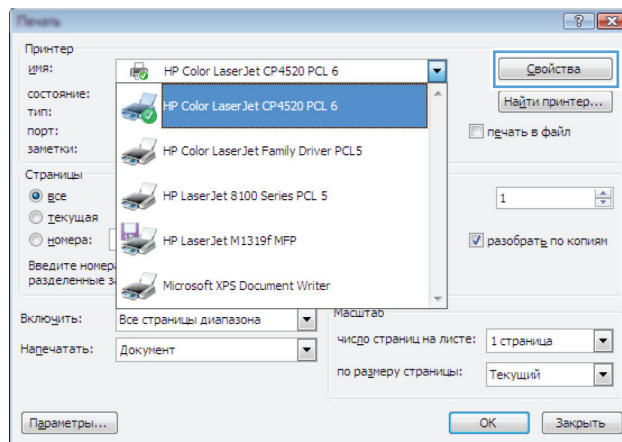 Печать
Принтер
имя:
HP Color LaserJet CP4520 PCL 6
Свойства
состояние:
HP Color LaserJet CP4520 PCL 6
Найти принтер...
тип:
порт:
HP Color LaserJet Family Driver PCL5
печать в файл
заметки:
Страницы
все
HP LaserJet 8100 Series PCL 5
1
текущая
номера:
HP LaserJet M1319f MFP
разобрать по копиям
Введите
разделенные
Microsoft XPS Document Writer
Включить:
Все страницы диапазона
Масштаб
число страниц на листе:
1 страница
Напечатать:
Документ
по размеру страницы:
Текущий
Параметры...
OK
Закрыть